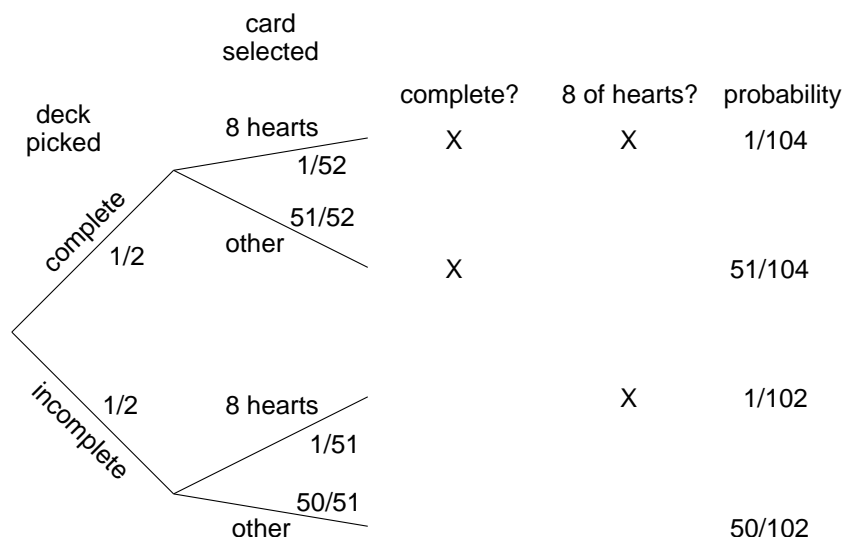 card
selected
complete? 8 of hearts? probability
deck
picked
8 hearts
X X 1/104
1/52
complete
51/52
other
1/2
X 51/104
incomplete
1/2
8 hearts
X 1/102
1/51
50/51
other
50/102